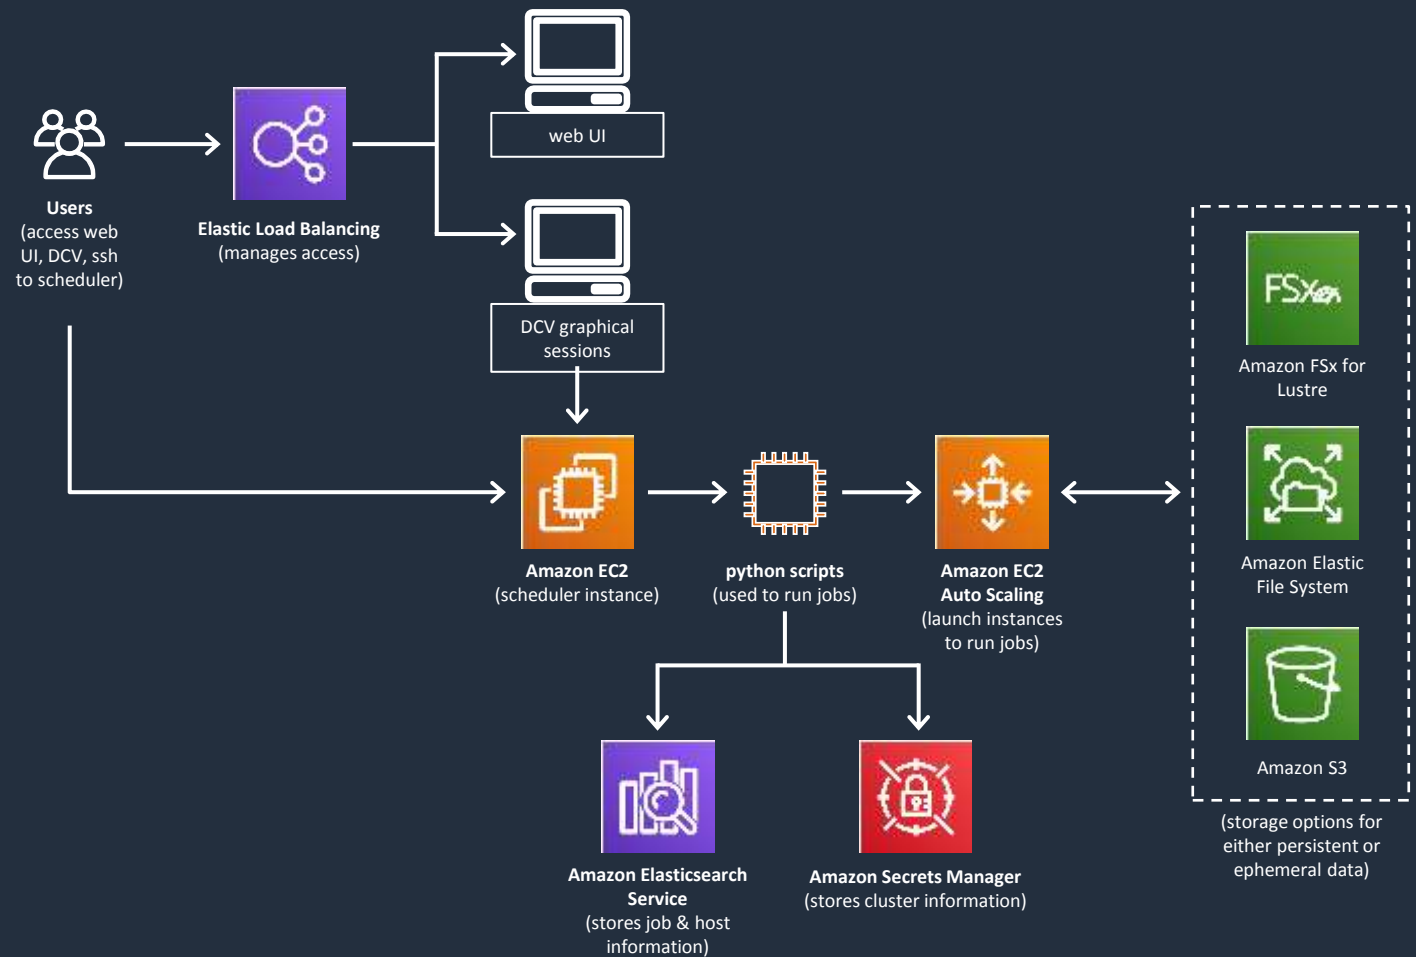 web UI
Users
(access web
UI, DCV, ssh
to scheduler)
Elastic Load Balancing
(manages access)
DCV graphical
sessions
FSx
Amazon FSx for
Lustre
Amazon EC2
(scheduler instance)
python scripts
(used to run jobs)
Amazon EC2
Auto Scaling
(launch instances
to run jobs)
Amazon Elastic
File System
Amazon S3
(storage options for
either persistent or
ephemeral data)
Amazon Elasticsearch
Service
(stores job & host
information)
Amazon Secrets Manager
(stores cluster information)